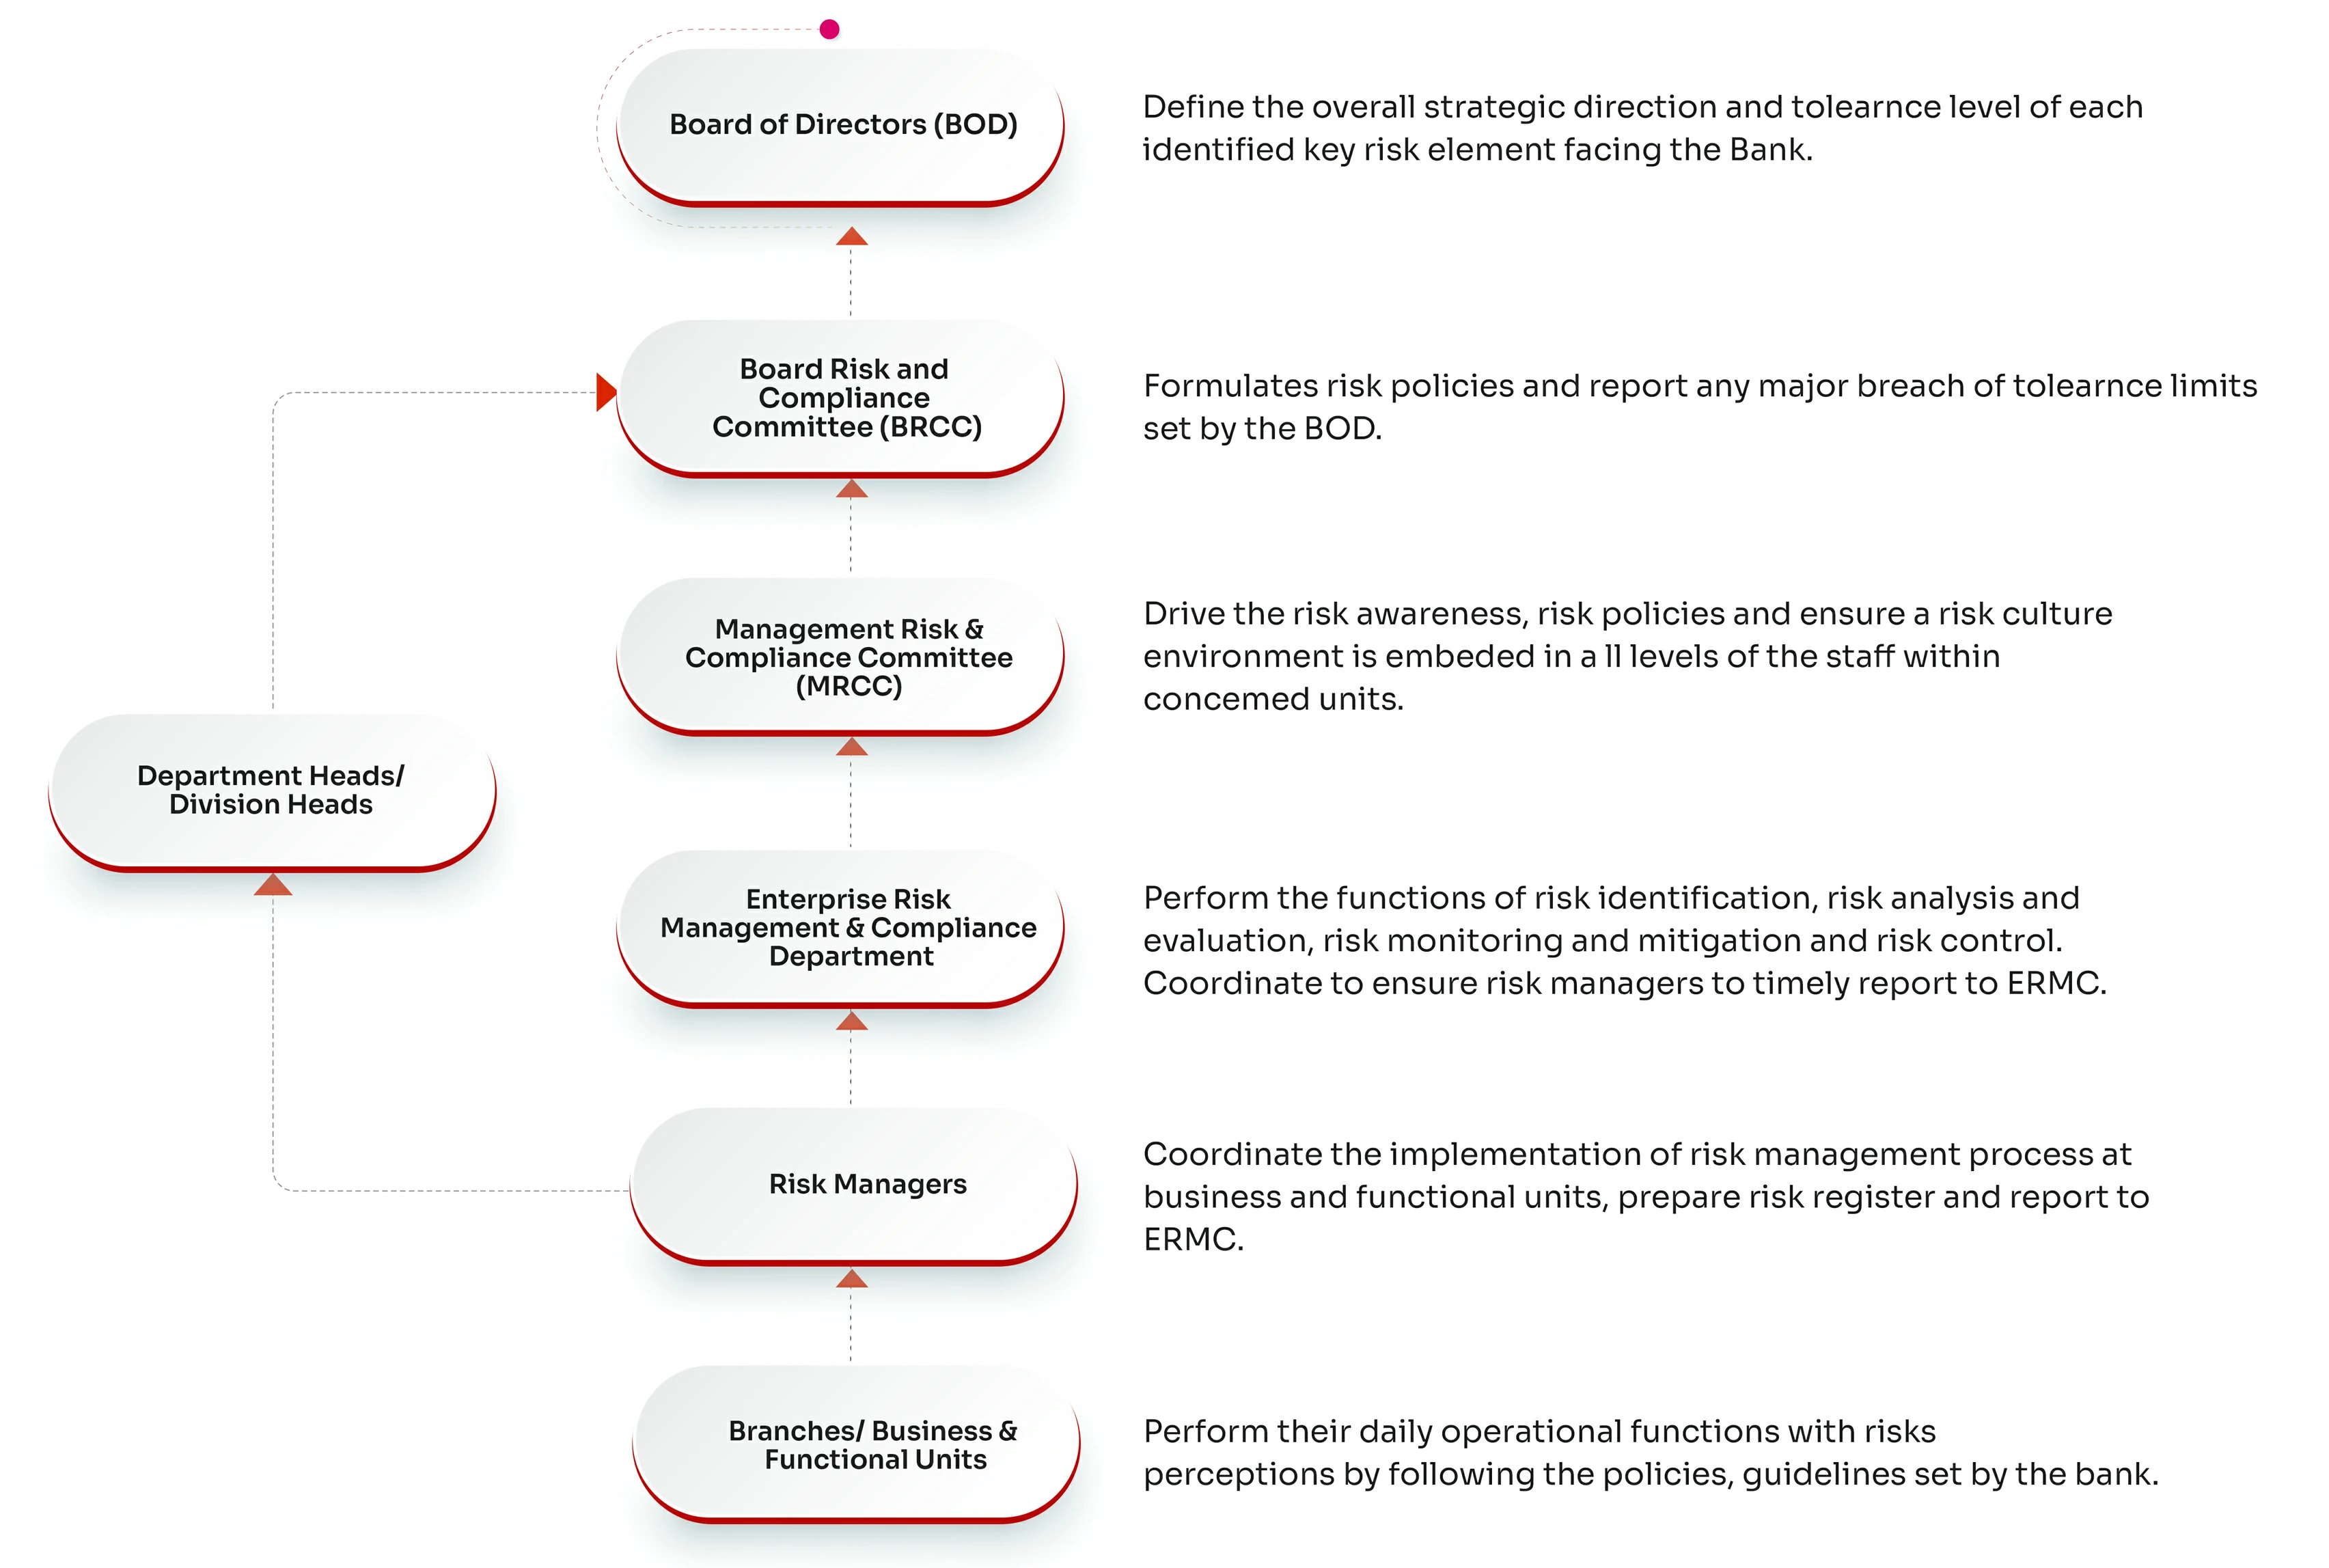 Board of Directors (BOD)
Define the overall strategic direction and tolearnce level of each
identified key risk element facing the Bank.
Board Risk and
Compliance
Committee (BRCC)
Formulates risk policies and report any major breach of tolearnce limits
set by the BOD.
Management Risk &
Compliance Committee
(MRCC)
Drive the risk awareness, risk policies and ensure a risk culture
environment is embeded in a ll levels of the staff within
concemed units.
Department Heads/
Division Heads
Enterprise Risk
Management & Compliance
Department
Perform the functions of risk identification, risk analysis and
evaluation, risk monitoring and mitigation and risk control.
Coordinate to ensure risk managers to timely report to ERMC.
Risk Managers
Coordinate the implementation of risk management process at
business and functional units, prepare risk register and report to
ERMC.
Branches/ Business &
Functional Units
Perform their daily operational functions with risks
perceptions by following the policies, guidelines set by the bank.